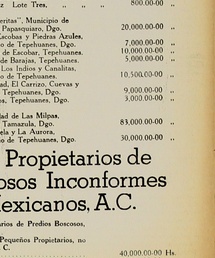 z Lote Tres, „ „ „ 800.00-00 „
eritas", Municipio de
Papasquiaro, Dgo. 20,000.00-00 „
Escobas y Piedras Azules,
o de Tepehuanes, Dgo. 7,000.00-00 „
de Escobar, Tepehuanes, 10,000.00-00 „
de Barajas, Tepehuanes. 5,000.00-00 „
Los Indios y Canalitas,
o de Tepehuanes, Dgo. 10,500.00-00 „
ad, El Carrizo, Cuevas y
Tepehuanes, Dgo. 9,000.00-00 „
s, Tepehuanes, Dgo. 3,000.00-00 „
dad de Las Milpas,
Tamazula, Dgo. 83,000.00-00 „
ela y La Aurora,
o de Tepehuanes, Dgo. 30,000.00-00 „
Propietarios de
osos Inconformes
Mexicanos, A.C.
arios de Predios Boscosos,
Pequeños Propietarios, no
C. 40,000.00-00 Hs.